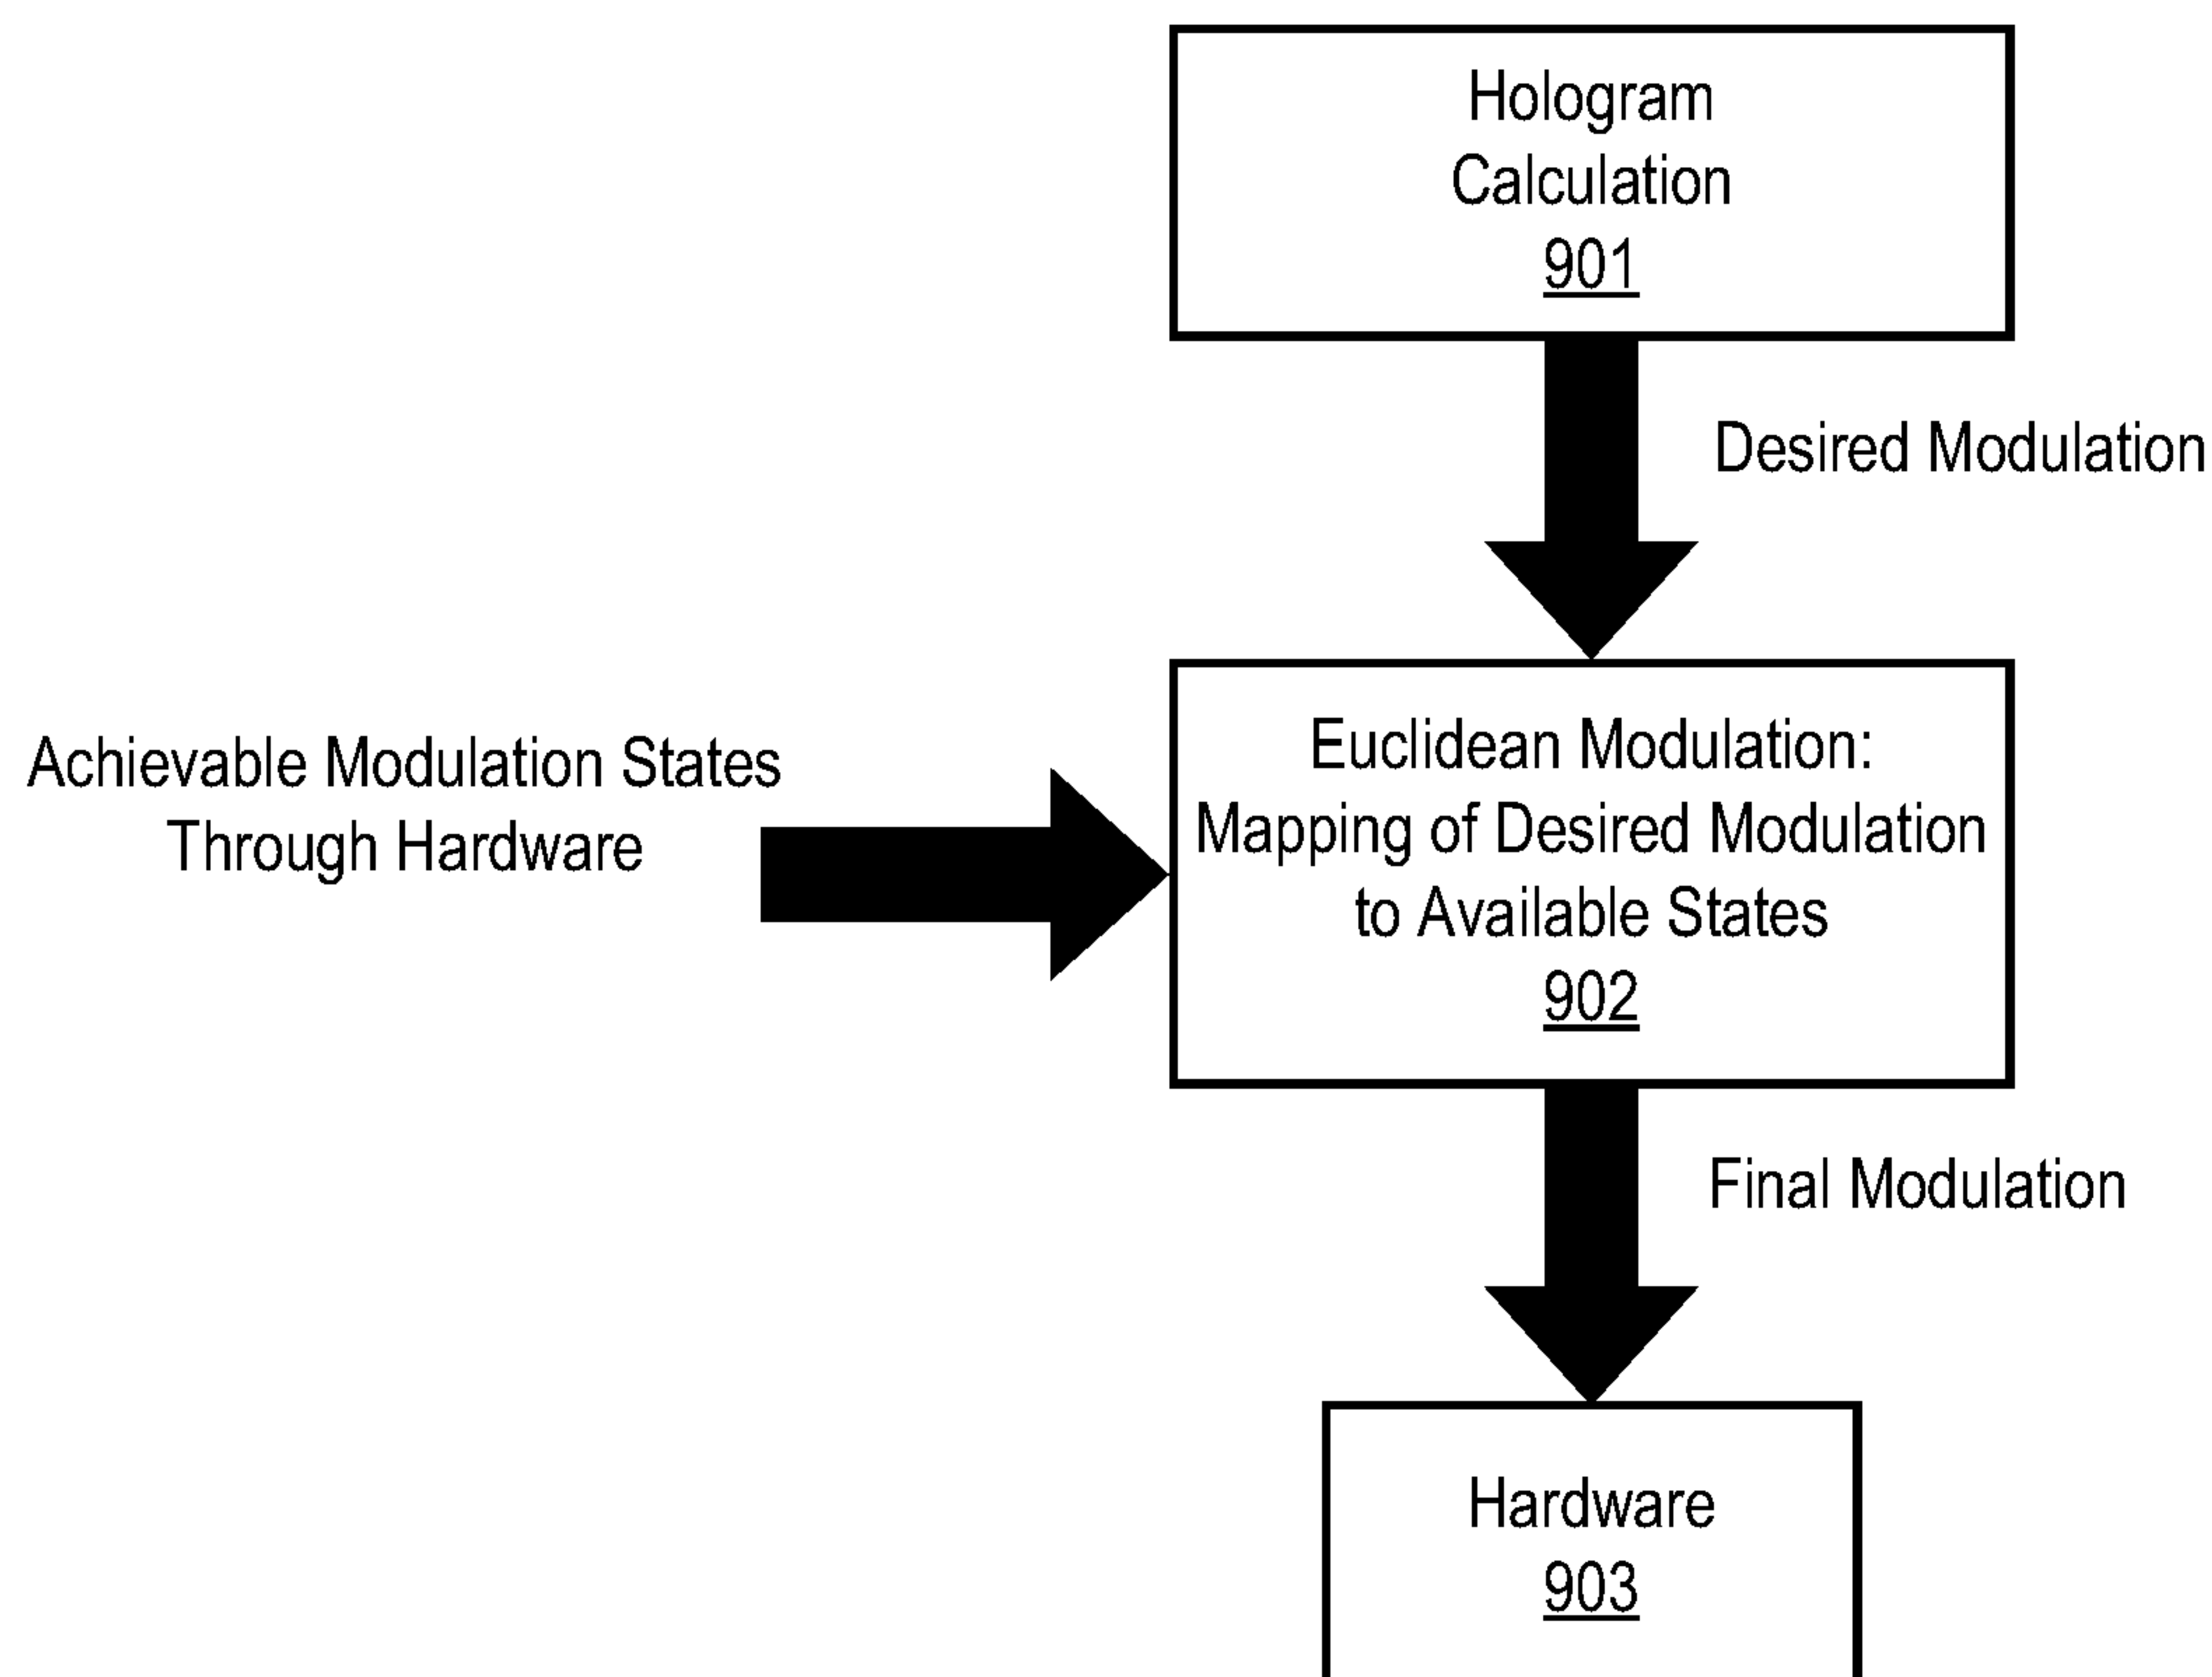 Hologram
Calculation
901
Desired Modulation
Achievable Modulation States
Through Hardware
Euclidean Modulation:
Mapping of Desired Modulation
to Available States
902
Final Modulation
Hardware
903